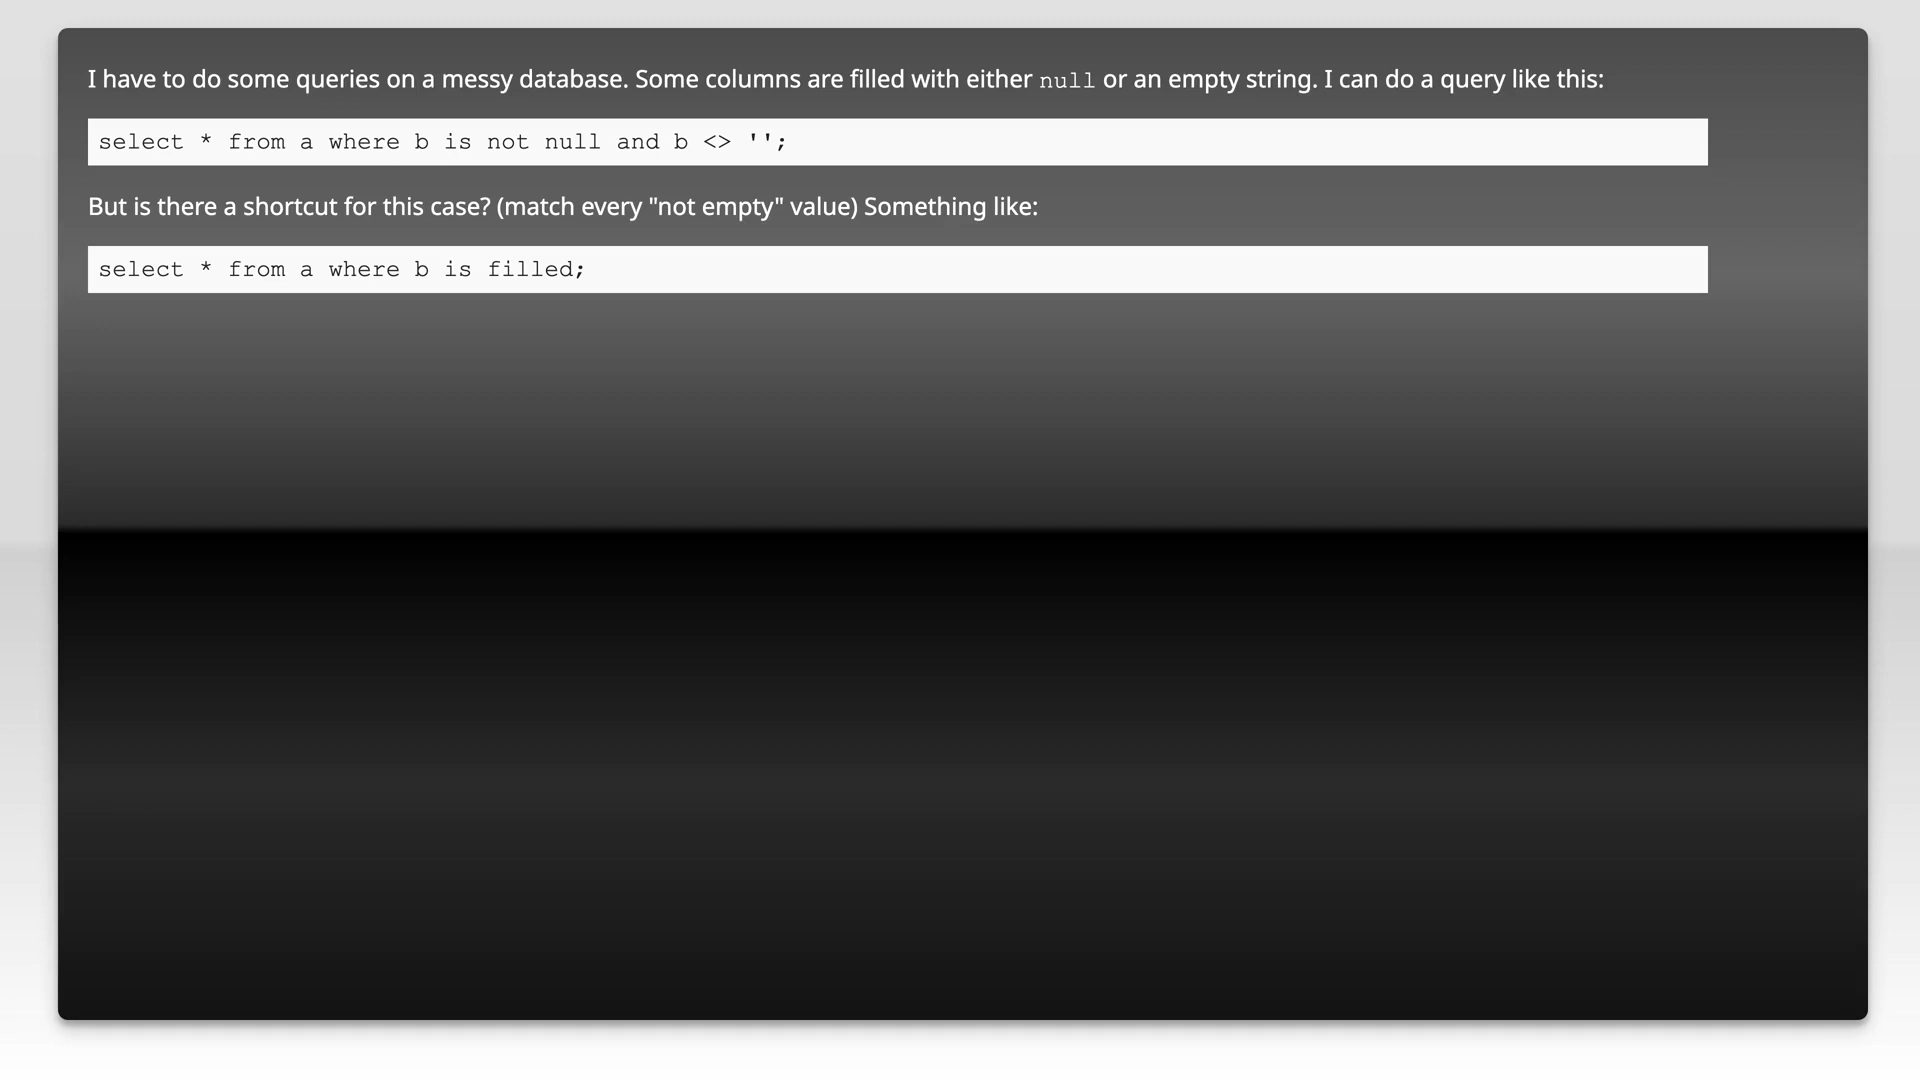 I have to do some queries on a messy database. Some columns are filled with either null or an empty string. I can do a query like this:
select * from a where b is not null and b <> '';
But is there a shortcut for this case? (match every "not empty" value) Something like:
select * from a where b is filled;